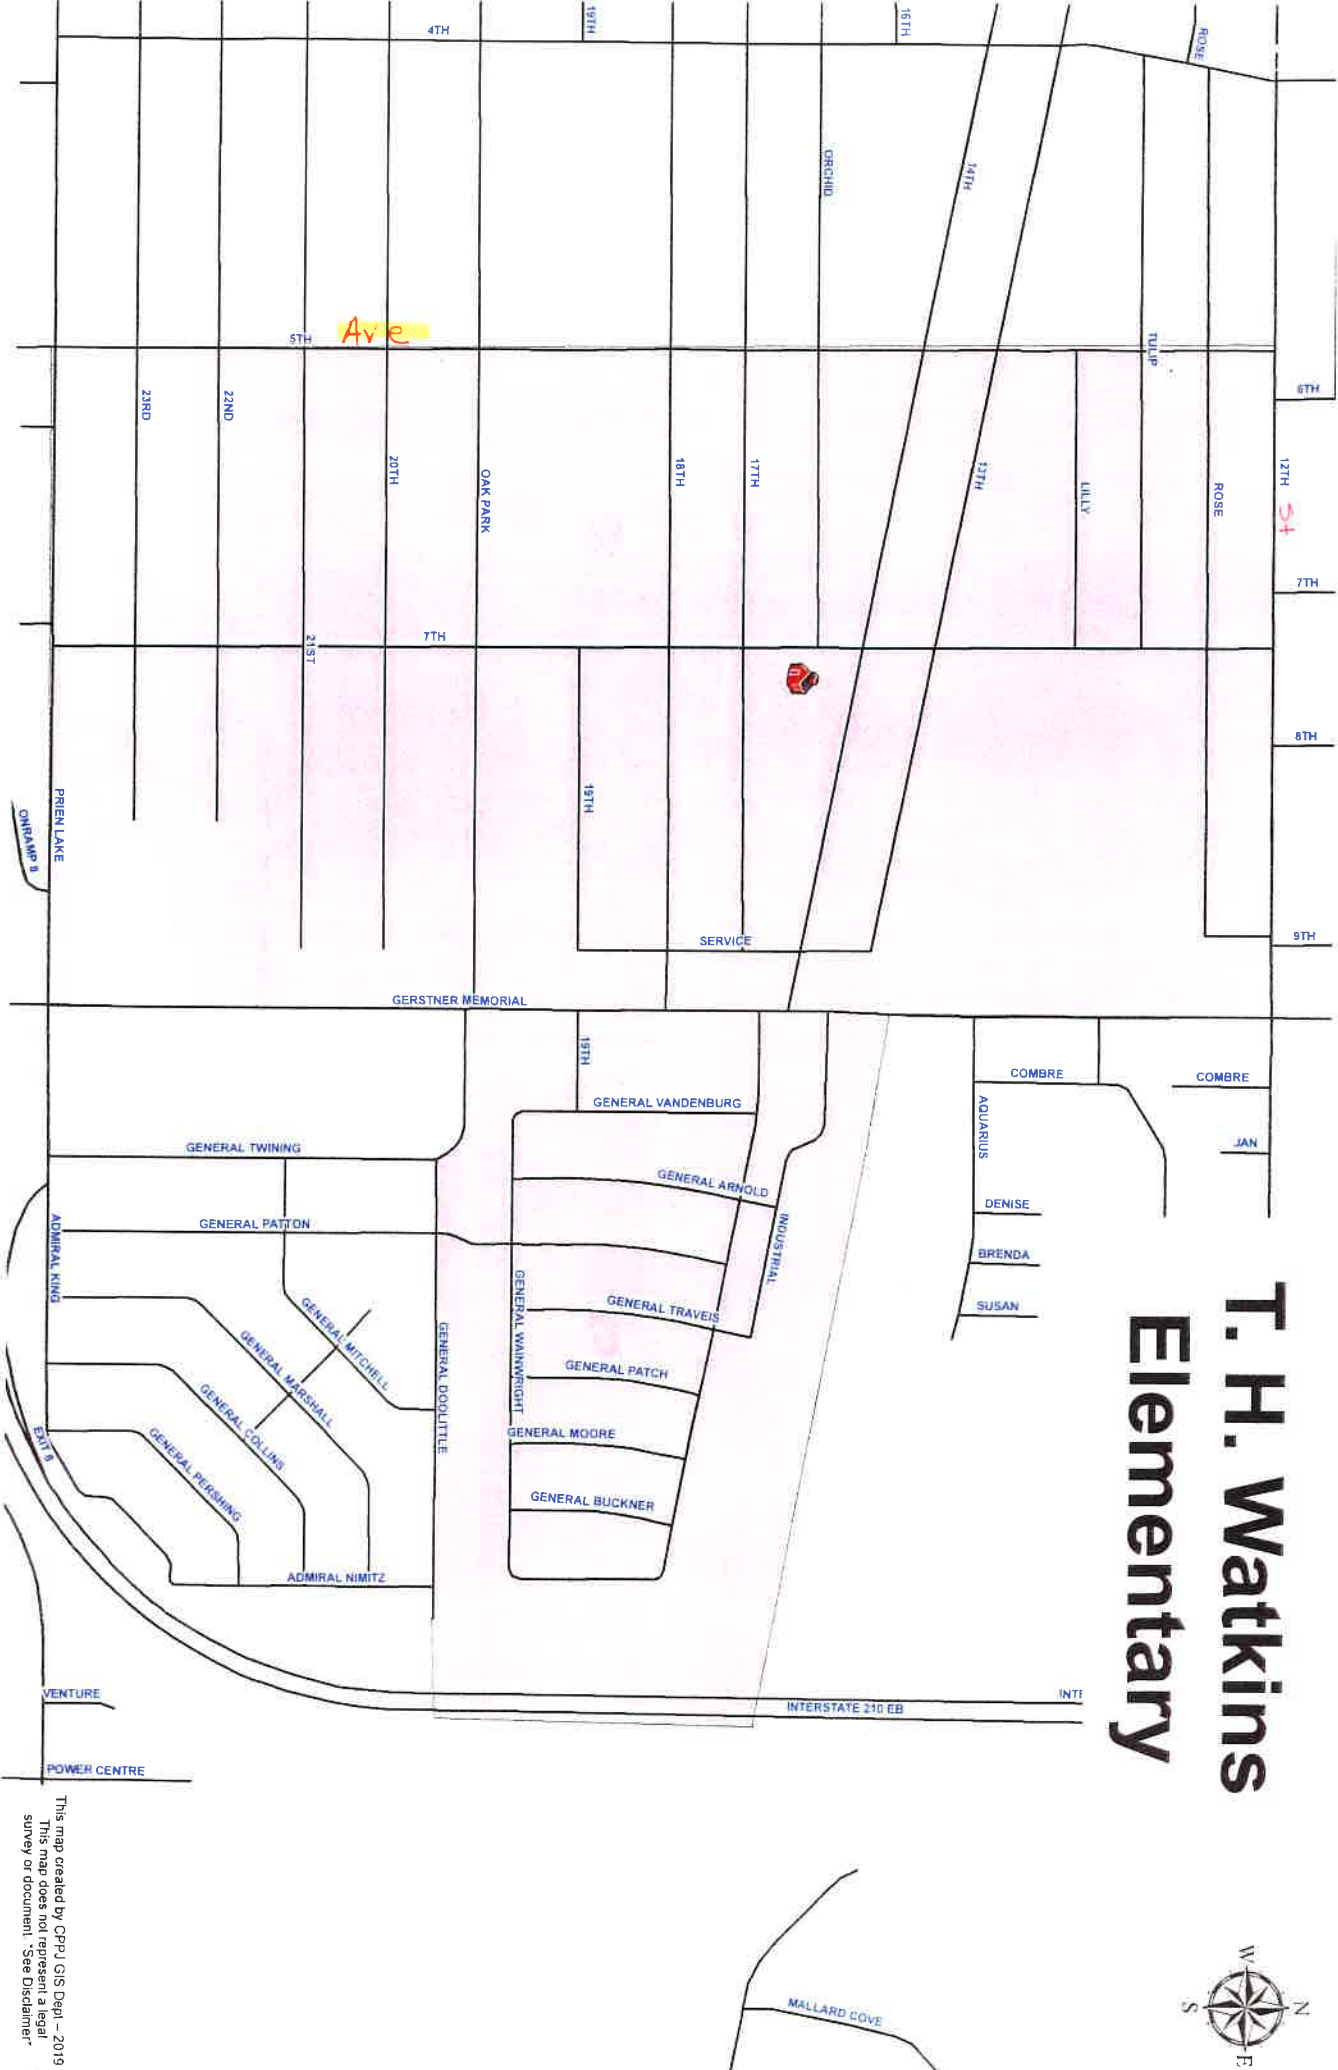 T. H. Watkins
Elementary
N
W
E
S
4TH
19TH
16TH
ROSE
ORCHID
14TH
5TH
Ave
TULIP
6TH
23RD
22ND
20TH
OAK PARK
18TH
17TH
13TH
LILLY
ROSE
12TH
St
7TH
21ST
7TH
8TH
PRIEN LAKE
ONRAMP 8
19TH
SERVICE
9TH
GERSTNER MEMORIAL
19TH
COMBRE
COMBRE
GENERAL VANDENBURG
AQUARIUS
JAN
GENERAL TWINING
GENERAL ARNOLD
DENISE
GENERAL PATTON
INDUSTRIAL
BRENDA
ADMIRAL KING
GENERAL MITCHELL
GENERAL WAINWRIGHT
GENERAL TRAVEIS
SUSAN
GENERAL MARSHALL
GENERAL DOOLITTLE
GENERAL PATCH
GENERAL COLLINS
GENERAL MOORE
EXIT 8
GENERAL PERSHING
GENERAL BUCKNER
ADMIRAL NIMITZ
VENTURE
INTERSTATE 210 EB
INTE
POWER CENTRE
MALLARD COVE
This map created by CPPJ GIS Dept – 2019
This map does not represent a legal
survey or document. "See Disclaimer"